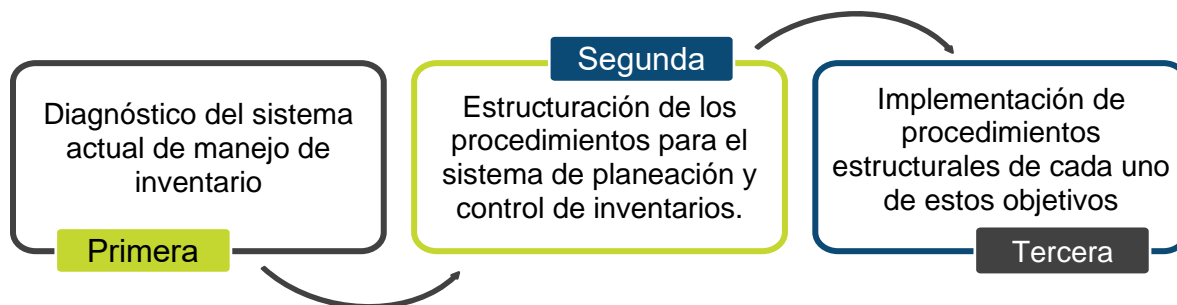 Diagnóstico del sistema
actual de manejo de
inventario
Primera
Segunda
Estructuración de los
procedimientos para el
sistema de planeación y
control de inventarios.
Implementación de
procedimientos
estructurales de cada uno
de estos objetivos
Tercera